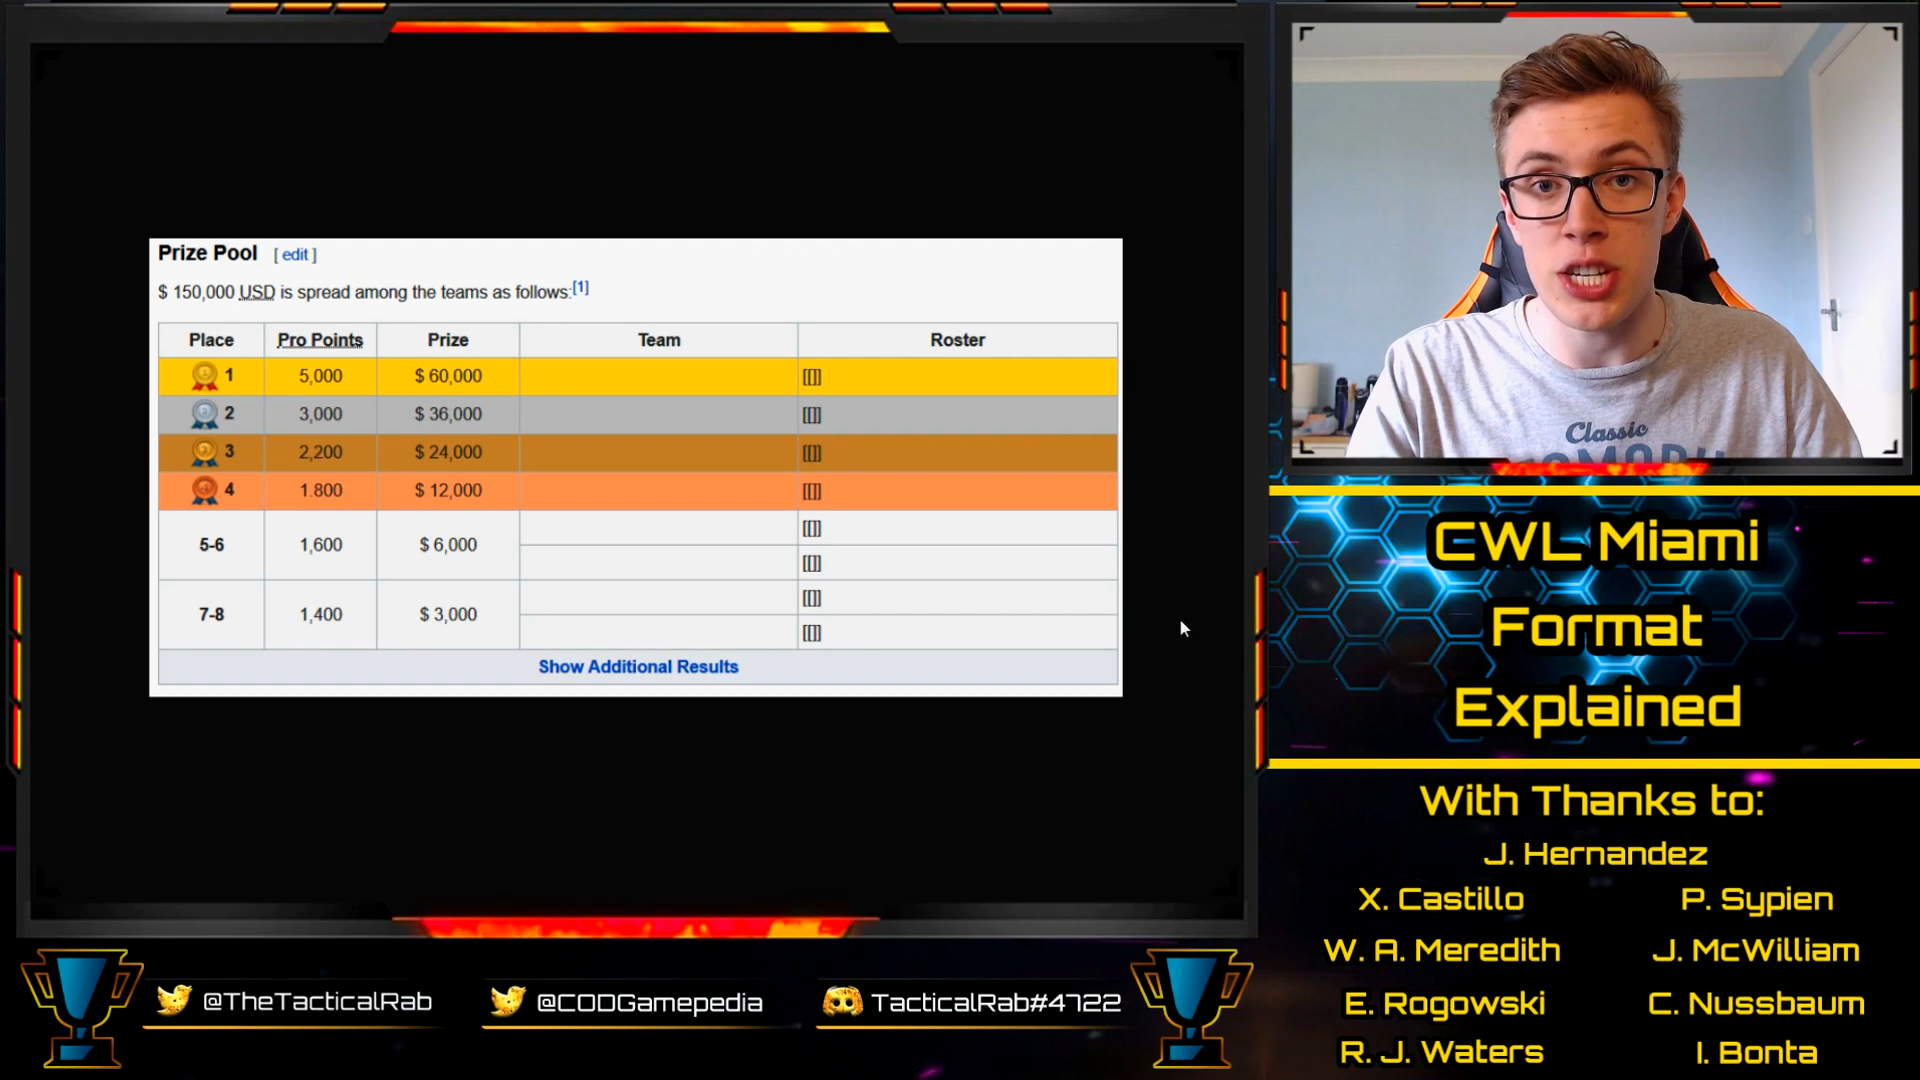 Prize Pool [ edit ]
$ 150,000 USD is spread among the teams as follows:[1]
Place Pro Points Prize Team Roster
1 5,000 $ 60,000 [[]]
2 3,000 $ 36,000 [[]]
3 2,200 $ 24,000 [[]]
4 1.800 $ 12,000 [[]]
5-6 1,600 $ 6,000 [[]]
[[]]
7-8 1,400 $ 3,000 [[]]
[[]]
Show Additional Results
Classic
CWL Miami
Format
Explained
With Thanks to:
J. Hernandez
X. Castillo P. Sypien
W. A. Meredith J. McWilliam
E. Rogowski C. Nussbaum
R. J. Waters I. Bonta
@TheTacticalRab @CODGamepedia TacticalRab#4722